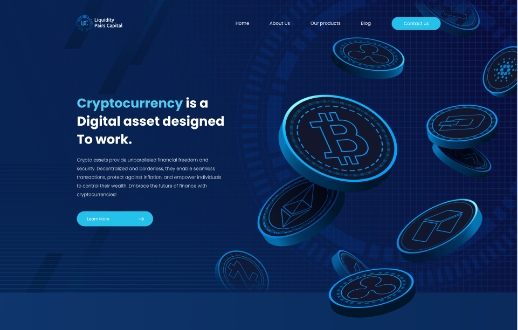 Liquidity
Pairs Capital
Home
About Us
Our products
Blog
Contact us
Cryptocurrency is a
Digital asset designed
To work.
Crypto assets provide unparalleled financial freedom and
security. Decentralized and borderless, they enable seamless
transactions, protect against inflation, and empower individuals
to control their wealth. Embrace the future of finance with
cryptocurrencies!
Learn More